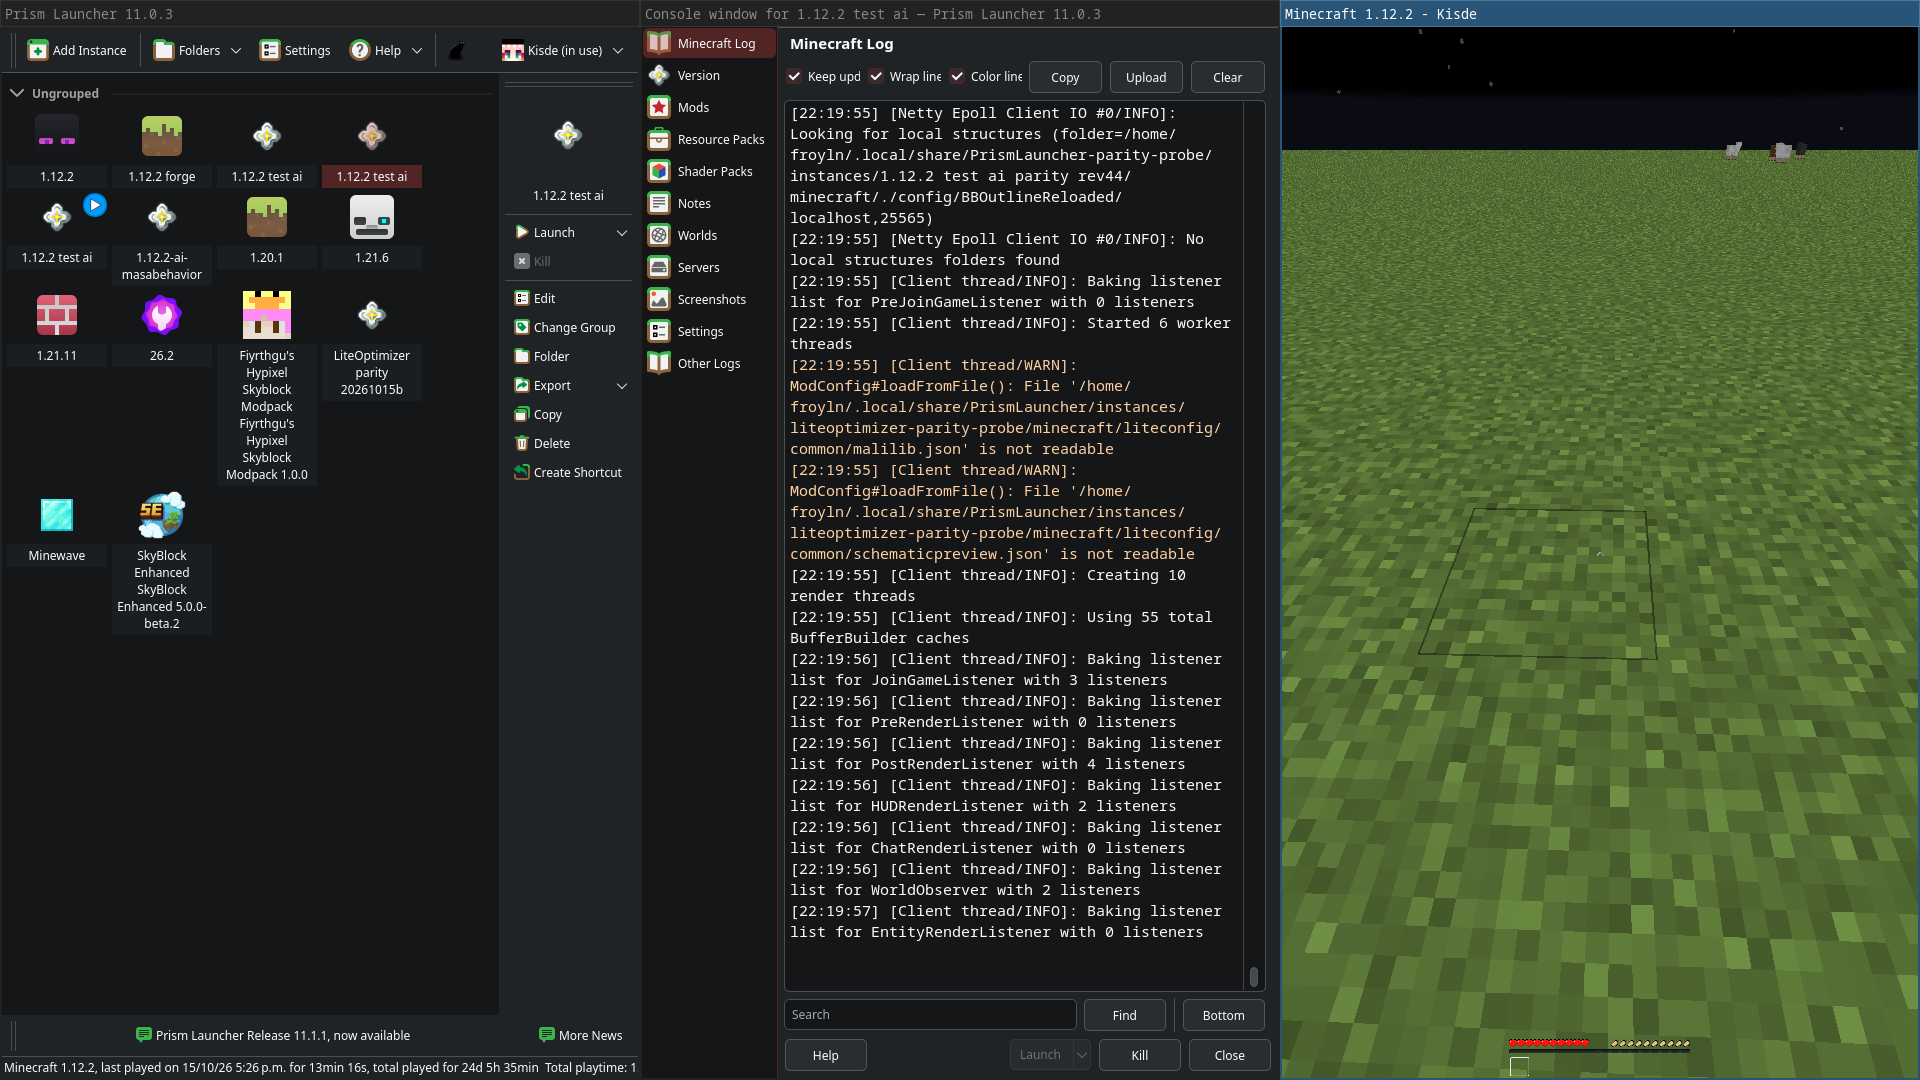 Prism Launcher 11.0.3
Add Instance
Folders
Settings
Help
Kisde (in use)
Ungrouped
1.12.2
1.12.2 forge
1.12.2 test ai
1.12.2 test ai
1.12.2 test ai
1.12.2-ai-
masabehavior
1.20.1
1.21.6
1.21.11
26.2
Fiyrthgu's
Hypixel
Skyblock
Modpack
Fiyrthgu's
Hypixel
Skyblock
Modpack 1.0.0
LiteOptimizer
parity
20261015b
Minewave
SE
SkyBlock
Enhanced
SkyBlock
Enhanced 5.0.0-
beta.2
1.12.2 test ai
Launch
Kill
Edit
Change Group
Folder
Export
Copy
Delete
Create Shortcut
Prism Launcher Release 11.1.1, now available
More News
Minecraft 1.12.2, last played on 15/10/26 5:26 p.m. for 13min 16s, total played for 24d 5h 35min
Total playtime: 1
Console window for 1.12.2 test ai — Prism Launcher 11.0.3
Minecraft Log
Version
Mods
Resource Packs
Shader Packs
Notes
Worlds
Servers
Screenshots
Settings
Other Logs
Minecraft Log
Keep upd
Wrap line
Color line
Copy
Upload
Clear
[22:19:55] [Netty Epoll Client IO #0/INFO]:
Looking for local structures (folder=/home/
froyln/.local/share/PrismLauncher-parity-probe/
instances/1.12.2 test ai parity rev44/
minecraft/./config/BBOutlineReloaded/
localhost,25565)
[22:19:55] [Netty Epoll Client IO #0/INFO]: No
local structures folders found
[22:19:55] [Client thread/INFO]: Baking listener
list for PreJoinGameListener with 0 listeners
[22:19:55] [Client thread/INFO]: Started 6 worker
threads
[22:19:55] [Client thread/WARN]:
ModConfig#loadFromFile(): File '/home/
froyln/.local/share/PrismLauncher/instances/
liteoptimizer-parity-probe/minecraft/liteconfig/
common/malilib.json' is not readable
[22:19:55] [Client thread/WARN]:
ModConfig#loadFromFile(): File '/home/
froyln/.local/share/PrismLauncher/instances/
liteoptimizer-parity-probe/minecraft/liteconfig/
common/schematicpreview.json' is not readable
[22:19:55] [Client thread/INFO]: Creating 10
render threads
[22:19:55] [Client thread/INFO]: Using 55 total
BufferBuilder caches
[22:19:56] [Client thread/INFO]: Baking listener
list for JoinGameListener with 3 listeners
[22:19:56] [Client thread/INFO]: Baking listener
list for PreRenderListener with 0 listeners
[22:19:56] [Client thread/INFO]: Baking listener
list for PostRenderListener with 4 listeners
[22:19:56] [Client thread/INFO]: Baking listener
list for HUDRenderListener with 2 listeners
[22:19:56] [Client thread/INFO]: Baking listener
list for ChatRenderListener with 0 listeners
[22:19:56] [Client thread/INFO]: Baking listener
list for WorldObserver with 2 listeners
[22:19:57] [Client thread/INFO]: Baking listener
list for EntityRenderListener with 0 listeners
Search
Find
Bottom
Help
Launch
Kill
Close
Minecraft 1.12.2 - Kisde